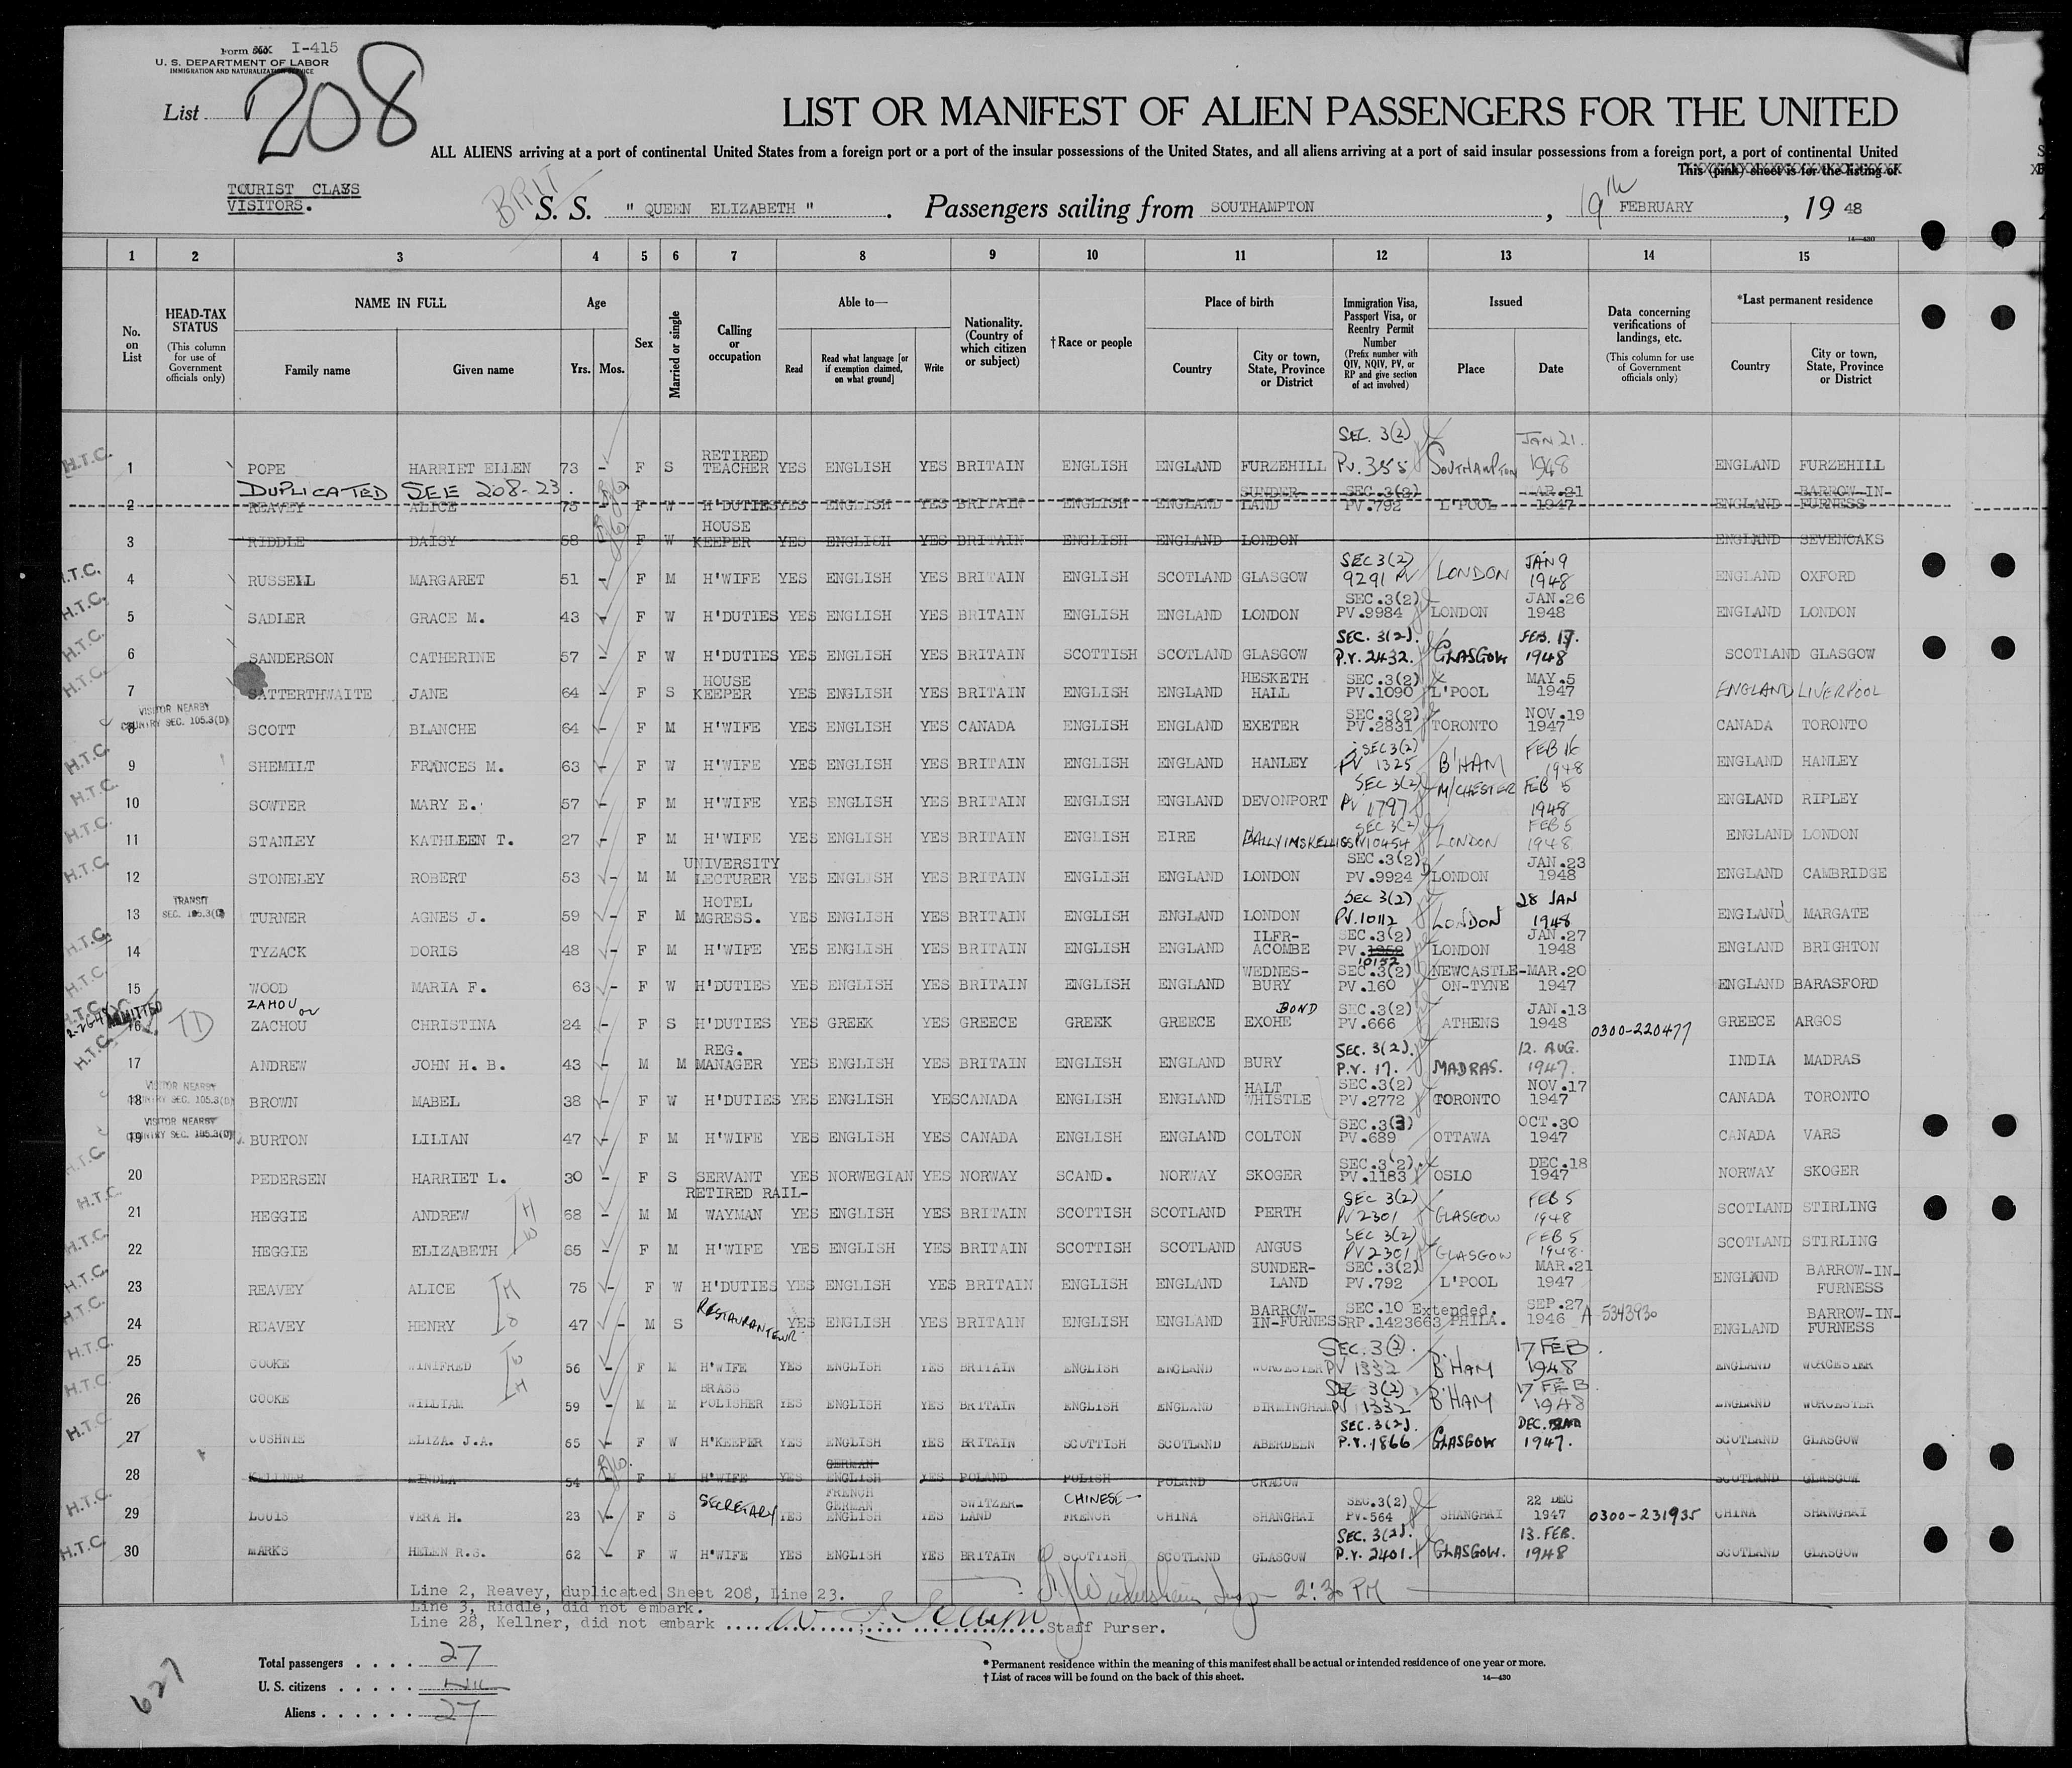 Form I-415
U. S. DEPARTMENT OF LABOR
IMMIGRATION AND NATURALIZATION SERVICE
List 208
LIST OR MANIFEST OF ALIEN PASSENGERS FOR THE UNITED
ALL ALIENS arriving at a port of continental United States from a foreign port or a port of the insular possessions of the United States, and all aliens arriving at a port of said insular possessions from a foreign port, a port of continental United
This (pink) sheet is for the listing of
TOURIST CLASS
VISITORS.
BRIT
S. S. " QUEEN ELIZABETH " . Passengers sailing from SOUTHAMPTON , 19th FEBRUARY , 19 48
14—430
1 2 3 4 5 6 7 8 9 10 11 12 13 14 15
No. on List
HEAD-TAX STATUS (This column for use of Government officials only)
NAME IN FULL Family name Given name
Age Yrs. Mos.
Sex
Married or single
Calling or occupation
Able to— Read Read what language [or if exemption claimed, on what ground] Write
Nationality. (Country of which citizen or subject)
† Race or people
Place of birth Country City or town, State, Province or District
Immigration Visa, Passport Visa, or Reentry Permit Number (Prefix number with QIV, NQIV, PV, or RP and give section of act involved)
Issued Place Date
Data concerning verifications of landings, etc. (This column for use of Government officials only)
*Last permanent residence Country City or town, State, Province or District
H.T.C. 1 POPE HARRIET ELLEN 73 - F S RETIRED TEACHER YES ENGLISH YES BRITAIN ENGLISH ENGLAND FURZEHILL SEC. 3(2) PV. 355 SOUTHAMPTON JAN 21. 1948 ENGLAND FURZEHILL
DUPLICATED SEE 208-23.
2 REAVEY ALICE 75 F W H'DUTIES YES ENGLISH YES BRITAIN ENGLISH ENGLAND SUNDER-LAND SEC.3(2) PV.792 L'POOL MAR.21 1947 ENGLAND BARROW-IN-FURNESS
3 RIDDLE DAISY 58 F W HOUSE KEEPER YES ENGLISH YES BRITAIN ENGLISH ENGLAND LONDON ENGLAND SEVENOAKS
H.T.C. 4 RUSSELL MARGARET 51 - F M H'WIFE YES ENGLISH YES BRITAIN ENGLISH SCOTLAND GLASGOW SEC 3(2) 9291 PV LONDON JAN 9 1948 ENGLAND OXFORD
H.T.C. 5 SADLER GRACE M. 43 - F W H'DUTIES YES ENGLISH YES BRITAIN ENGLISH ENGLAND LONDON SEC.3(2) PV.9984 LONDON JAN.26 1948 ENGLAND LONDON
H.T.C. 6 SANDERSON CATHERINE 57 - F W H'DUTIES YES ENGLISH YES BRITAIN SCOTTISH SCOTLAND GLASGOW SEC. 3(2). P.V. 2432. GLASGOW FEB. 17. 1948 SCOTLAND GLASGOW
H.T.C. 7 SATTERTHWAITE JANE 64 - F S HOUSE KEEPER YES ENGLISH YES BRITAIN ENGLISH ENGLAND HESKETH HALL SEC.3(2) PV.1090 L'POOL MAY.5 1947 ENGLAND LIVERPOOL
VISITOR NEARBY COUNTRY SEC. 105.3(D) 8 SCOTT BLANCHE 64 - F M H'WIFE YES ENGLISH YES CANADA ENGLISH ENGLAND EXETER SEC.3(2) PV.2831 TORONTO NOV.19 1947 CANADA TORONTO
H.T.C. 9 SHEMILT FRANCES M. 63 - F W H'WIFE YES ENGLISH YES BRITAIN ENGLISH ENGLAND HANLEY SEC 3(2) PV 1325 B'HAM FEB 16 1948 ENGLAND HANLEY
H.T.C. 10 SOWTER MARY E. 57 - F M H'WIFE YES ENGLISH YES BRITAIN ENGLISH ENGLAND DEVONPORT SEC 3(2) PV 1797 M/CHESTER FEB 5 1948 ENGLAND RIPLEY
H.T.C. 11 STANLEY KATHLEEN T. 27 - F M H'WIFE YES ENGLISH YES BRITAIN ENGLISH EIRE BALLYINSKELLIGS SEC 3(2) PV10454 LONDON FEB 5 1948 ENGLAND LONDON
H.T.C. 12 STONELEY ROBERT 53 - M M UNIVERSITY LECTURER YES ENGLISH YES BRITAIN ENGLISH ENGLAND LONDON SEC.3(2) PV.9924 LONDON JAN.23 1948 ENGLAND CAMBRIDGE
TRANSIT SEC. 105.3(C) 13 TURNER AGNES J. 59 - F M HOTEL MGRESS. YES ENGLISH YES BRITAIN ENGLISH ENGLAND LONDON SEC 3(2) PV.10112 LONDON 28 JAN 1948 ENGLAND MARGATE
H.T.C. 14 TYZACK DORIS 48 - F M H'WIFE YES ENGLISH YES BRITAIN ENGLISH ENGLAND ILFR-ACOMBE SEC.3(2) PV. 10152 LONDON JAN.27 1948 ENGLAND BRIGHTON
H.T.C. 15 WOOD MARIA F. 63 - F W H'DUTIES YES ENGLISH YES BRITAIN ENGLISH ENGLAND WEDNES-BURY SEC.3(2) PV.160 NEWCASTLE-ON-TYNE MAR.20 1947 ENGLAND BARASFORD
H.T.C. ADMITTED 16 TD ZAHOU or ZACHOU CHRISTINA 24 - F S H'DUTIES YES GREEK YES GREECE GREEK GREECE EXOHE BOND SEC.3(2) PV.666 ATHENS JAN.13 1948 0300-220477 GREECE ARGOS
H.T.C. 17 ANDREW JOHN H. B. 43 - M M REG. MANAGER YES ENGLISH YES BRITAIN ENGLISH ENGLAND BURY SEC. 3(2). P.V. 17. MADRAS. 12. AUG. 1947. INDIA MADRAS
VISITOR NEARBY COUNTRY SEC. 105.3(D) 18 BROWN MABEL 38 - F W H'DUTIES YES ENGLISH YES CANADA ENGLISH ENGLAND HALT WHISTLE SEC.3(2) PV.2772 TORONTO NOV.17 1947 CANADA TORONTO
VISITOR NEARBY COUNTRY SEC. 105.3(D) 19 BURTON LILIAN 47 - F M H'WIFE YES ENGLISH YES CANADA ENGLISH ENGLAND COLTON SEC.3(3) PV.689 OTTAWA OCT.30 1947 CANADA VARS
H.T.C. 20 PEDERSEN HARRIET L. 30 - F S SERVANT YES NORWEGIAN YES NORWAY SCAND. NORWAY SKOGER SEC.3(2) PV.1183 OSLO DEC.18 1947 NORWAY SKOGER
H.T.C. 21 HEGGIE ANDREW H 68 - M M RETIRED RAIL-WAYMAN YES ENGLISH YES BRITAIN SCOTTISH SCOTLAND PERTH SEC 3(2) PV 2301 GLASGOW FEB 5 1948 SCOTLAND STIRLING
H.T.C. 22 HEGGIE ELIZABETH W 65 - F M H'WIFE YES ENGLISH YES BRITAIN SCOTTISH SCOTLAND ANGUS SEC 3(2) PV 2301 GLASGOW FEB 5 1948. SCOTLAND STIRLING
H.T.C. 23 REAVEY ALICE 75 - F W H'DUTIES YES ENGLISH YES BRITAIN ENGLISH ENGLAND SUNDER-LAND SEC.3(2) PV.792 L'POOL MAR.21 1947 ENGLAND BARROW-IN-FURNESS
H.T.C. 24 REAVEY HENRY 47 - M S RESTAURANTEUR YES ENGLISH YES BRITAIN ENGLISH ENGLAND BARROW-IN-FURNESS SEC.10 Extended. RP.1423663 PHILA. SEP.27 1946 A-5343930 ENGLAND BARROW-IN-FURNESS
H.T.C. 25 COOKE WINIFRED W 56 - F M H'WIFE YES ENGLISH YES BRITAIN ENGLISH ENGLAND WORCESTER SEC. 3(2). PV 1332 B'HAM 17 FEB. 1948 ENGLAND WORCESTER
H.T.C. 26 COOKE WILLIAM H 59 - M M BRASS POLISHER YES ENGLISH YES BRITAIN ENGLISH ENGLAND BIRMINGHAM SEC 3(2). PV 1332 B'HAM 17 FEB. 1948 ENGLAND WORCESTER
H.T.C. 27 CUSHNIE ELIZA. J.A. 65 - F W H'KEEPER YES ENGLISH YES BRITAIN SCOTTISH SCOTLAND ABERDEEN SEC. 3(2). P.V. 1866 GLASGOW DEC. 1947. SCOTLAND GLASGOW
28 KELLNER MINDLA 54 F M H'WIFE YES GERMAN ENGLISH YES POLAND POLISH POLAND CRACOW SCOTLAND GLASGOW
H.T.C. 29 LOUIS VERA H. 23 - F S SECRETARY YES FRENCH GERMAN ENGLISH YES SWITZER-LAND CHINESE-FRENCH CHINA SHANGHAI SEC.3(2) PV.564 SHANGHAI 22 DEC 1947 0300-231935 CHINA SHANGHAI
H.T.C. 30 MARKS HELEN R.S. 62 - F W H'WIFE YES ENGLISH YES BRITAIN SCOTTISH SCOTLAND GLASGOW SEC. 3(2). P.V. 2401. GLASGOW. 13. FEB. 1948 SCOTLAND GLASGOW
Line 2, Reavey, duplicated Sheet 208, Line 23.
2:30 PM
Line 3, Riddle, did not embark.
Line 28, Kellner, did not embark Staff Purser.
Total passengers . . . . 27
U. S. citizens . . . . . Nil
Aliens . . . . . . 27
627
* Permanent residence within the meaning of this manifest shall be actual or intended residence of one year or more.
† List of races will be found on the back of this sheet.
14—430